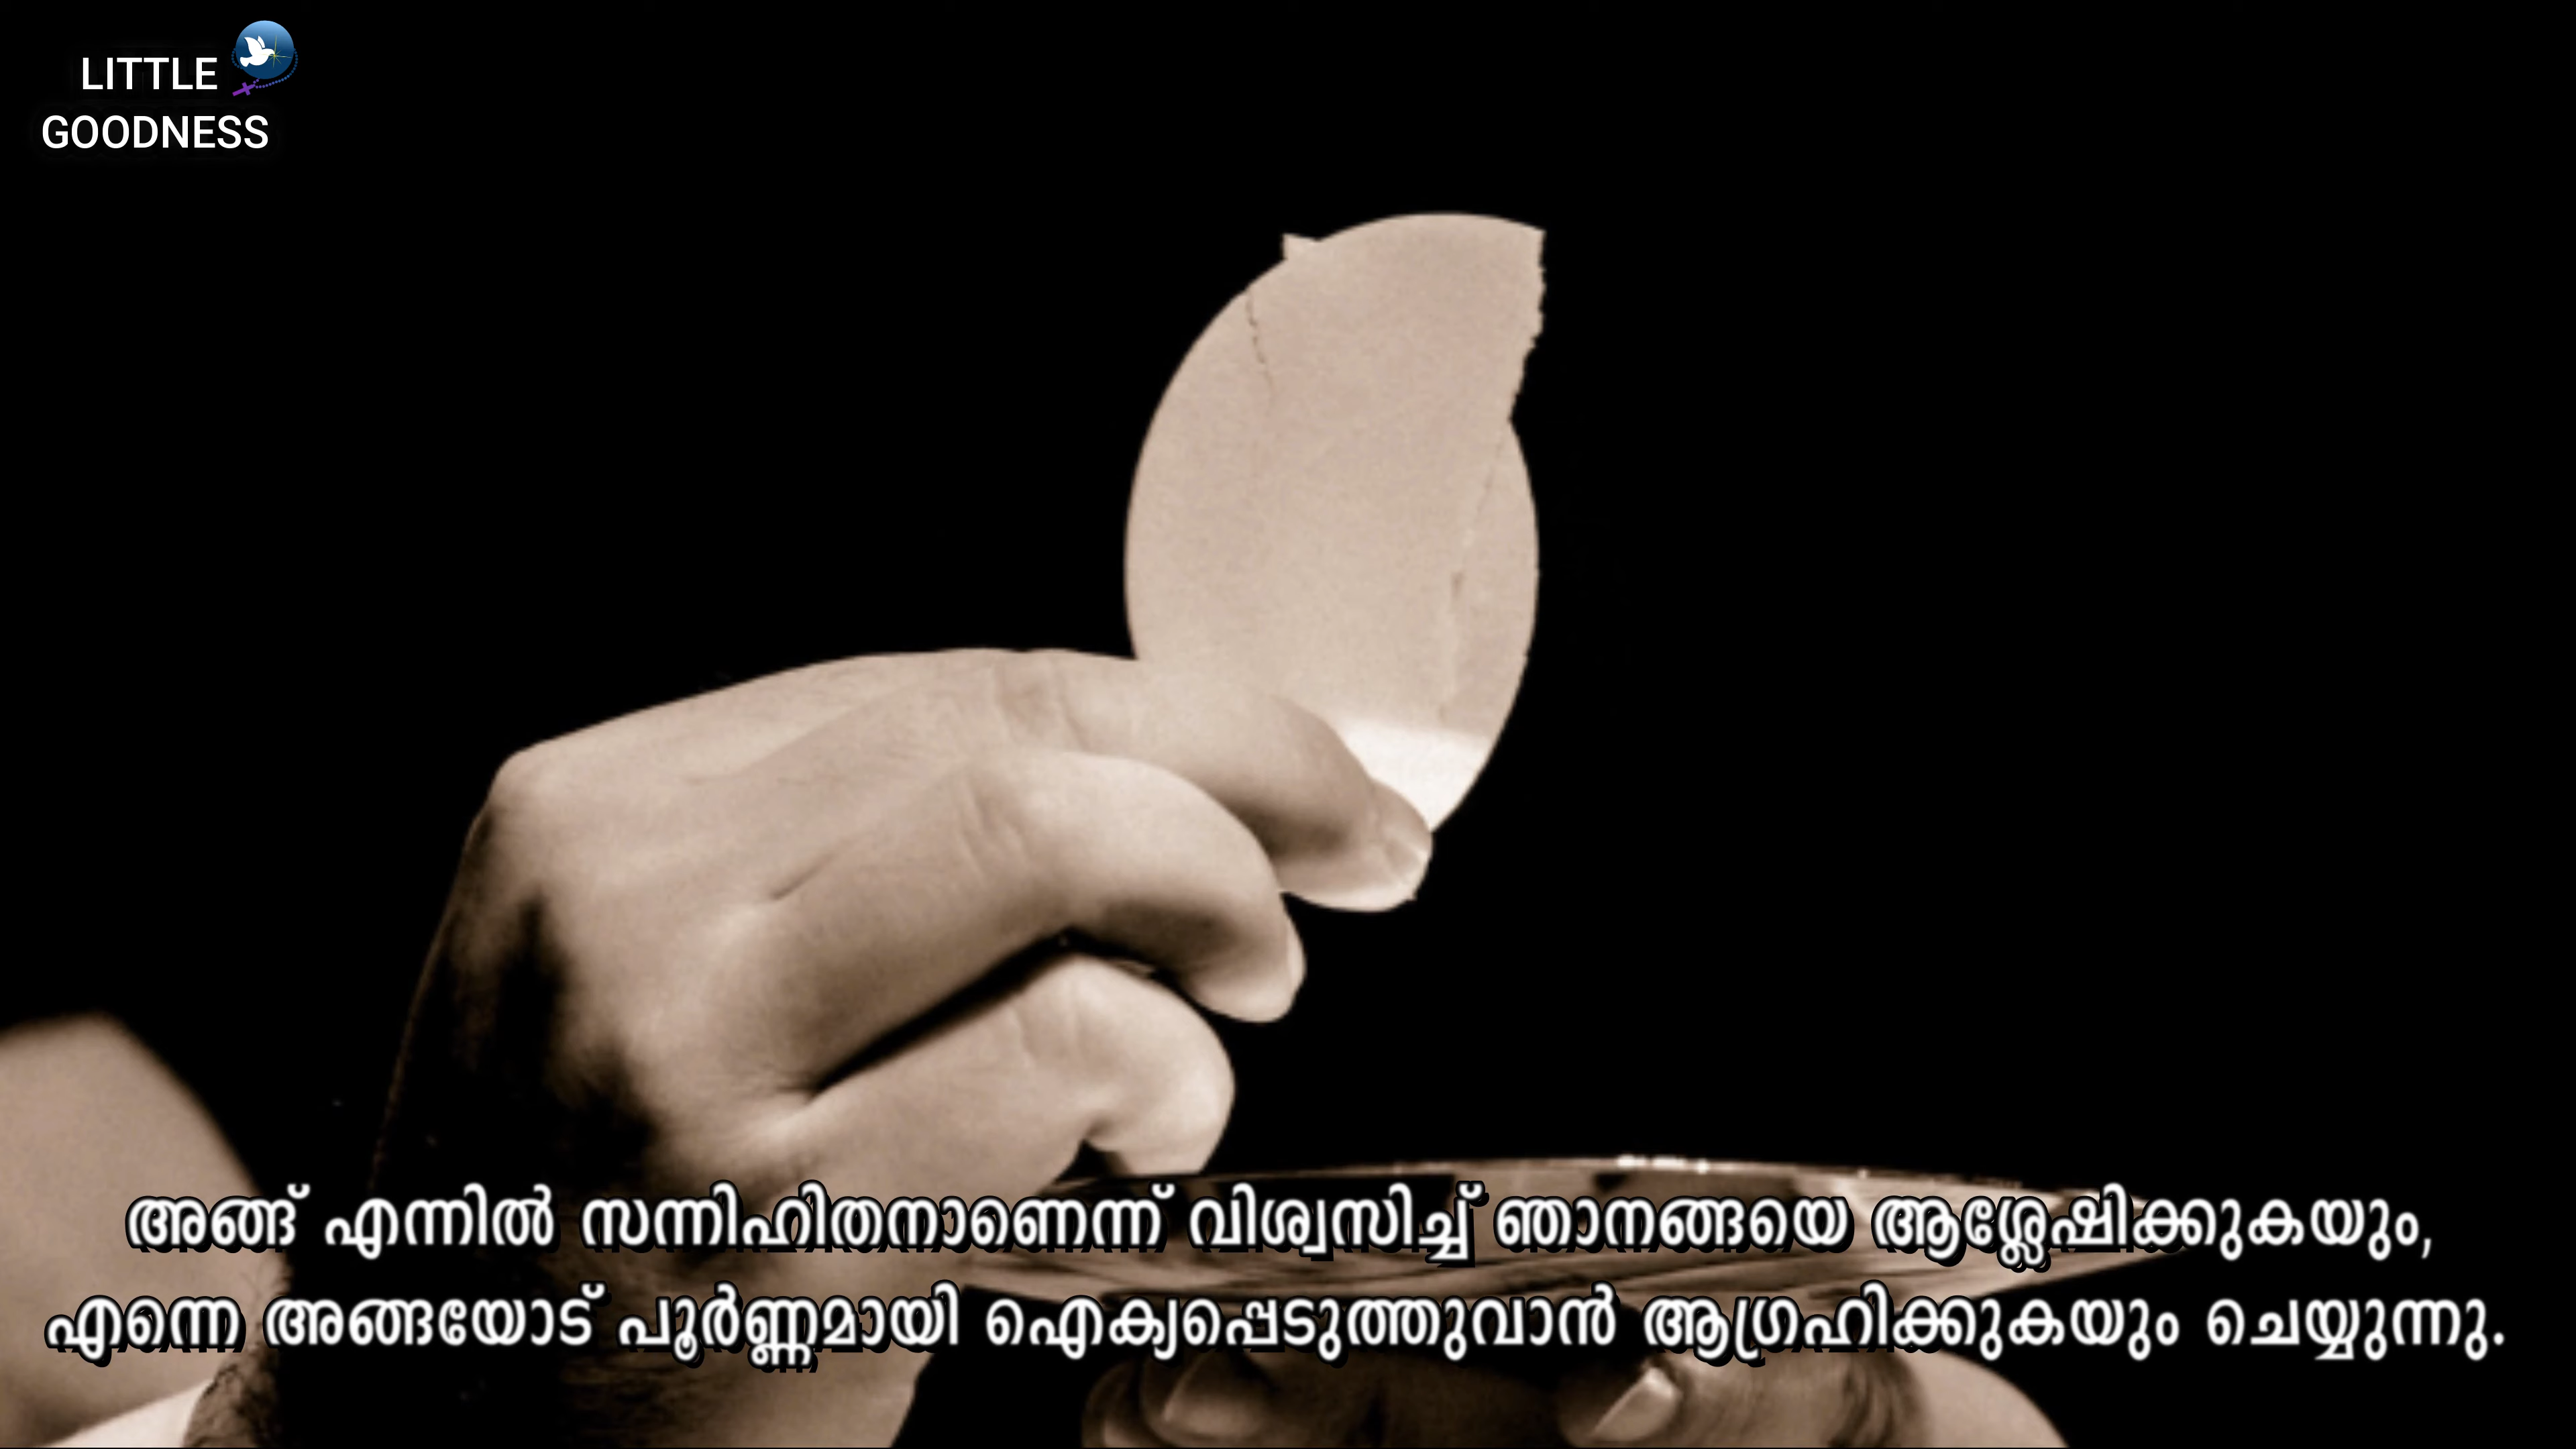 LITTLE
GOODNESS
അങ്ങ് എന്നിൽ സന്നിഹിതനാണെന്ന് വിശ്വസിച്ച് ഞാനങ്ങയെ ആശ്ലേഷിക്കുകയും,
എന്നെ അങ്ങയോട് പൂർണ്ണമായി ഐക്യപ്പെടുത്തുവാൻ ആഗ്രഹിക്കുകയും ചെയ്യുന്നു.